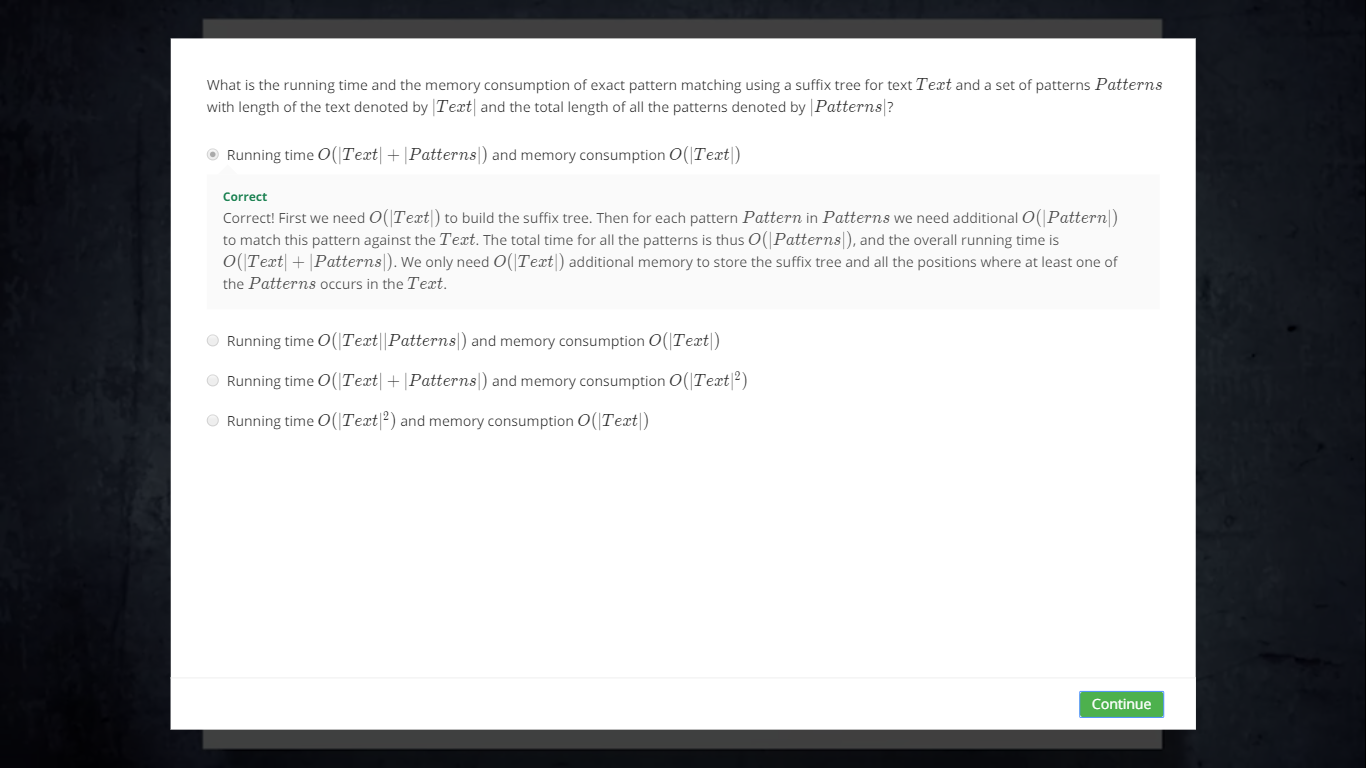 What is the running time and the memory consumption of exact pattern matching using a suffix tree for text Text and a set of patterns Patterns
with length of the text denoted by |Text| and the total length of all the patterns denoted by |Patterns|?
Running time O(|Text| + |Patterns|) and memory consumption O(|Text|)
Correct
Correct! First we need O(|Text|) to build the suffix tree. Then for each pattern Pattern in Patterns we need additional O(|Pattern|)
to match this pattern against the Text. The total time for all the patterns is thus O(|Patterns|), and the overall running time is
O(|Text| + |Patterns|). We only need O(|Text|) additional memory to store the suffix tree and all the positions where at least one of
the Patterns occurs in the Text.
Running time O(|Text||Patterns|) and memory consumption O(|Text|)
Running time O(|Text| + |Patterns|) and memory consumption O(|Text|²)
Running time O(|Text|²) and memory consumption O(|Text|)
Continue